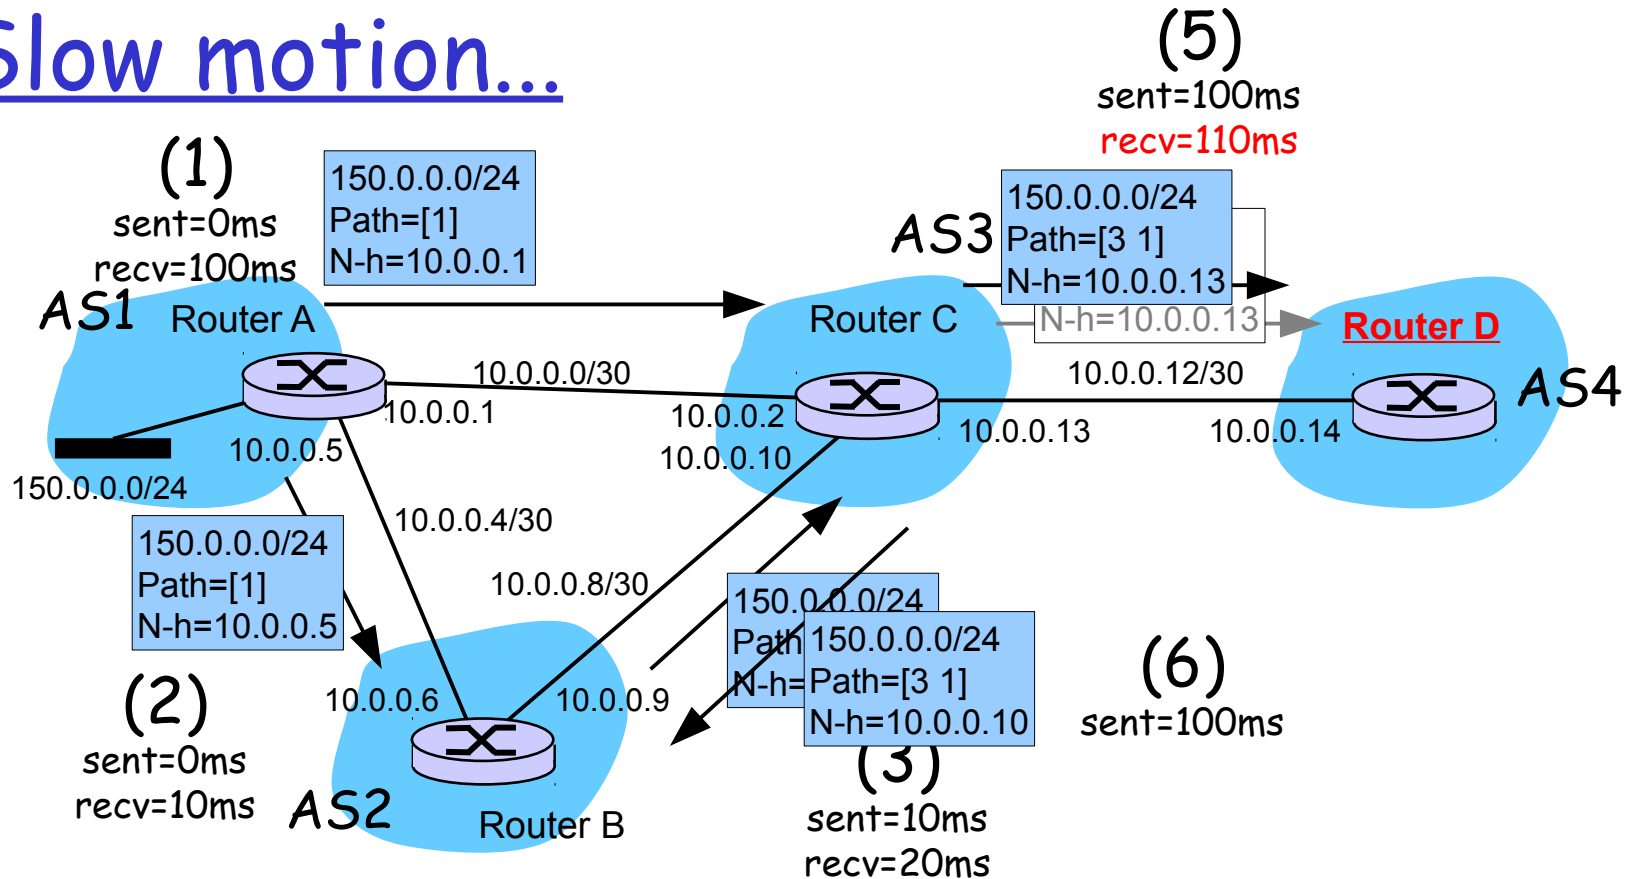 Slow motion...
(5)
sent=100ms
recv=110ms
(1)
sent=0ms
recv=100ms
150.0.0.0/24
Path=[1]
N-h=10.0.0.1
AS3
150.0.0.0/24
Path=[3 1]
N-h=10.0.0.13
N-h=10.0.0.13
AS1
Router A
Router C
Router D
10.0.0.0/30
10.0.0.12/30
AS4
10.0.0.1
10.0.0.2
10.0.0.13
10.0.0.14
10.0.0.5
10.0.0.10
150.0.0.0/24
10.0.0.4/30
150.0.0.0/24
Path=[1]
N-h=10.0.0.5
10.0.0.8/30
150.0.0.0/24
Path
N-h=
150.0.0.0/24
Path=[3 1]
N-h=10.0.0.10
(6)
sent=100ms
(2)
sent=0ms
recv=10ms
10.0.0.6
10.0.0.9
AS2
Router B
(3)
sent=10ms
recv=20ms